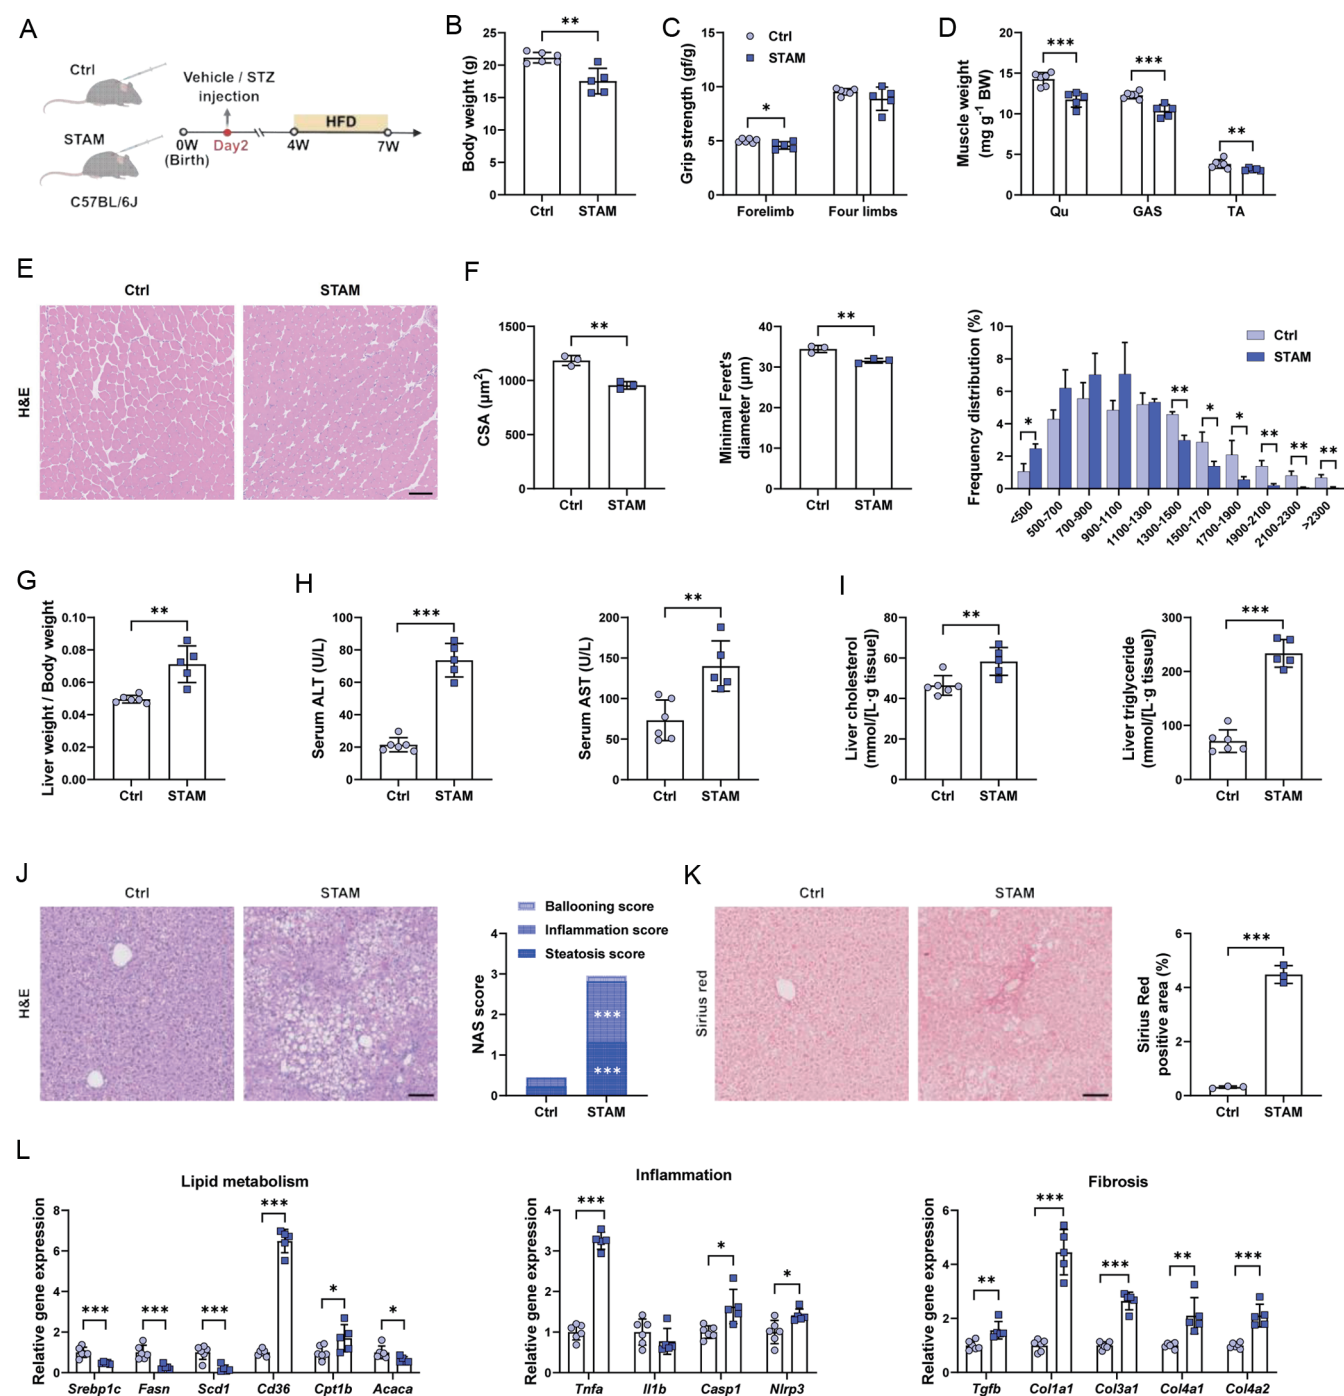 A
Ctrl
STAM
C57BL/6J
Vehicle / STZ
injection
HFD
0W
(Birth)
Day2
4W
7W
B
Body weight (g)
25
20
15
10
5
0
**
Ctrl
STAM
C
Grip strength (gf/g)
15
10
5
0
Ctrl
STAM
*
Forelimb
Four limbs
D
Muscle weight
(mg g-1 BW)
20
15
10
5
0
***
***
**
Qu
GAS
TA
E
Ctrl
STAM
H&E
F
CSA (μm2)
1500
1000
500
0
**
Ctrl
STAM
Minimal Feret's
diameter (μm)
40
30
20
10
0
**
Ctrl
STAM
Frequency distribution (%)
10
8
6
4
2
0
Ctrl
STAM
*
**
*
*
**
**
**
<500
500-700
700-900
900-1100
1100-1300
1300-1500
1500-1700
1700-1900
1900-2100
2100-2300
>2300
G
Liver weight / Body weight
0.10
0.08
0.06
0.04
0.02
0.00
**
Ctrl
STAM
H
Serum ALT (U/L)
100
80
60
40
20
0
***
Ctrl
STAM
Serum AST (U/L)
200
150
100
50
0
**
Ctrl
STAM
I
Liver cholesterol
(mmol/[L·g tissue])
80
60
40
20
0
**
Ctrl
STAM
Liver triglyceride
(mmol/[L·g tissue])
300
200
100
0
***
Ctrl
STAM
J
Ctrl
STAM
H&E
Ballooning score
Inflammation score
Steatosis score
NAS score
4
3
2
1
0
***
***
Ctrl
STAM
K
Ctrl
STAM
Sirius red
Sirius Red
positive area (%)
6
4
2
0
***
Ctrl
STAM
L
Lipid metabolism
Relative gene expression
8
6
4
2
0
***
***
***
***
*
*
Srebp1c
Fasn
Scd1
Cd36
Cpt1b
Acaca
Inflammation
Relative gene expression
4
3
2
1
0
***
*
*
Tnfa
Il1b
Casp1
Nlrp3
Fibrosis
Relative gene expression
8
6
4
2
0
**
***
***
**
***
Tgfb
Col1a1
Col3a1
Col4a1
Col4a2